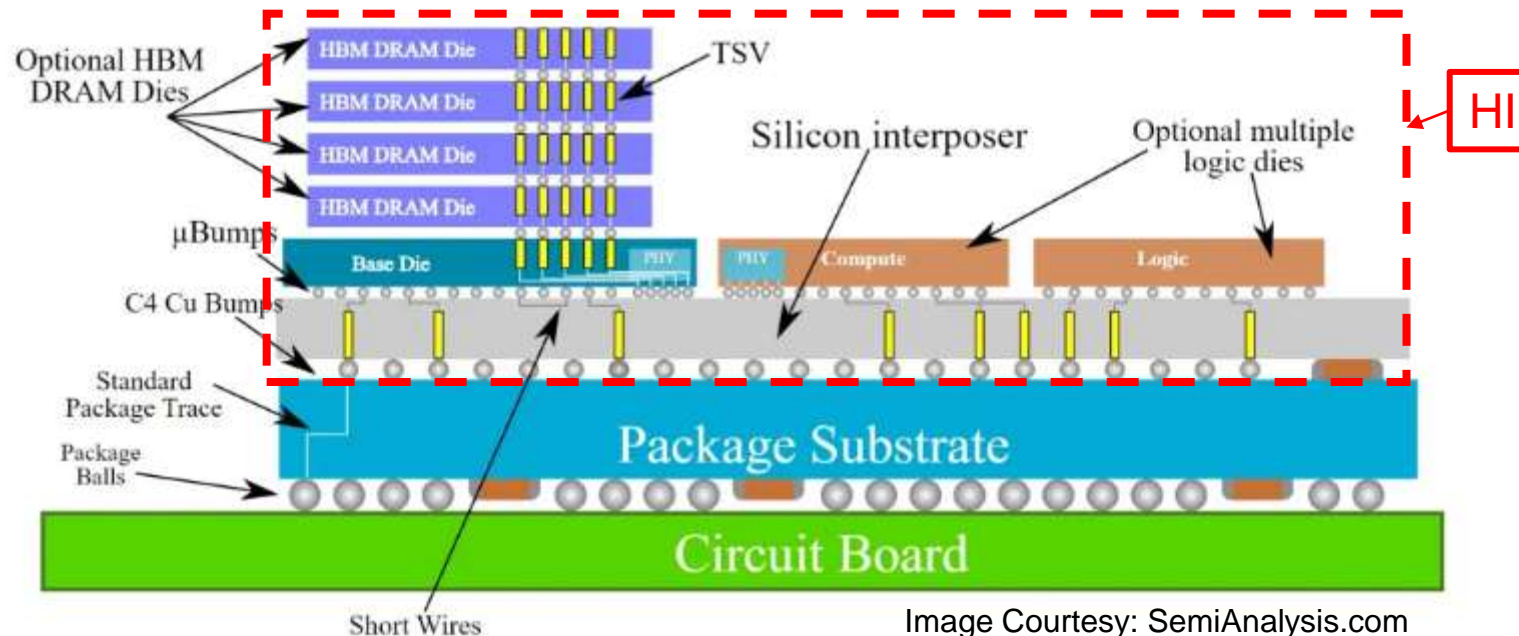 Optional HBM
DRAM Dies
HBM DRAM Die
HBM DRAM Die
HBM DRAM Die
HBM DRAM Die
TSV
HI
Silicon interposer
Optional multiple
logic dies
µBumps
Base Die
PHY
PHY
Compute
Logic
C4 Cu Bumps
Standard
Package Trace
Package Substrate
Package
Balls
Circuit Board
Short Wires
Image Courtesy: SemiAnalysis.com